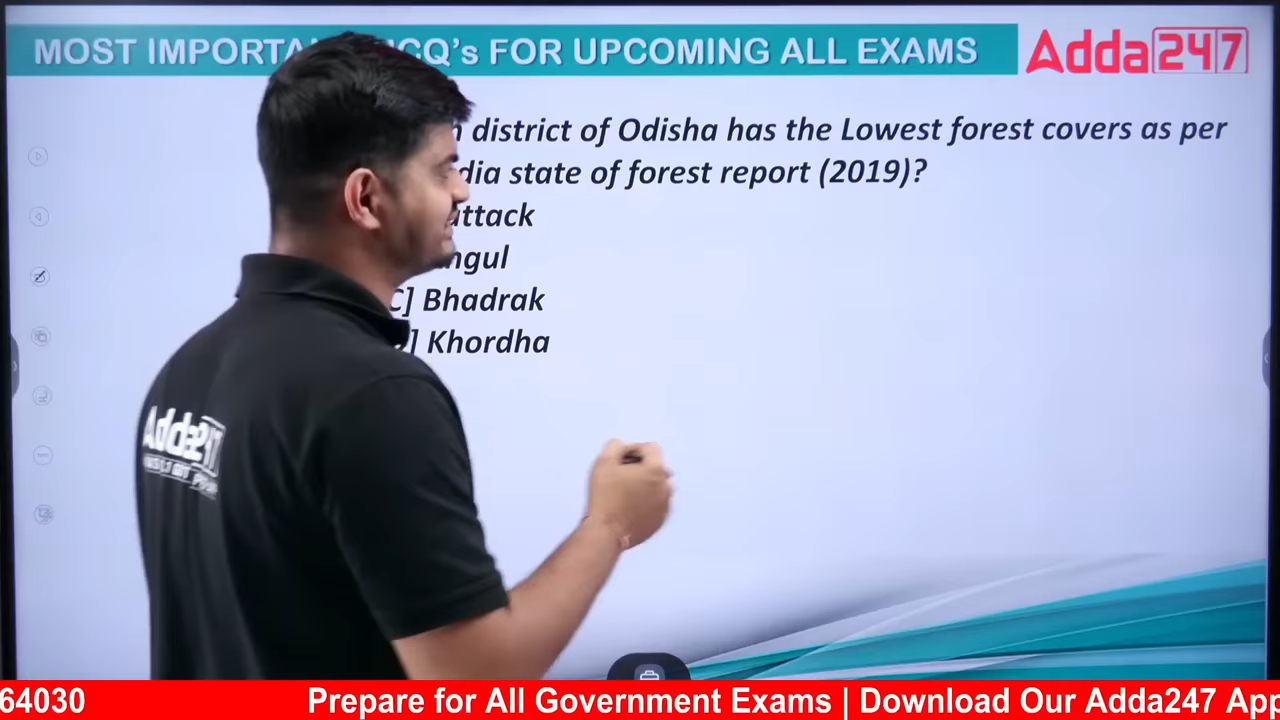 MOST IMPORTA CQ's FOR UPCOMING ALL EXAMS
Adda247
district of Odisha has the Lowest forest covers as per
dia state of forest report (2019)?
ttack
ngul
C] Bhadrak
] Khordha
Adda247
64030 Prepare for All Government Exams | Download Our Adda247 App